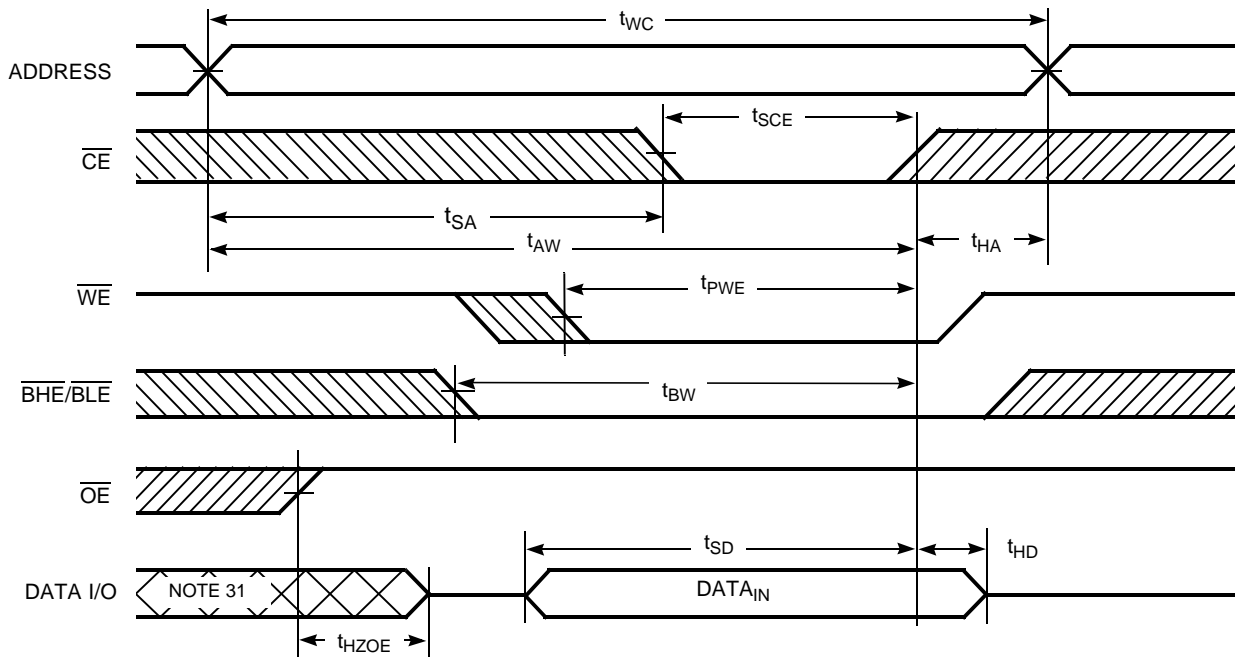 tWC
ADDRESS
tSCE
CE
tSA
tAW
tHA
tPWE
WE
tBW
BHE/BLE
OE
tSD
tHD
DATA I/O
NOTE 31
DATAIN
tHZOE